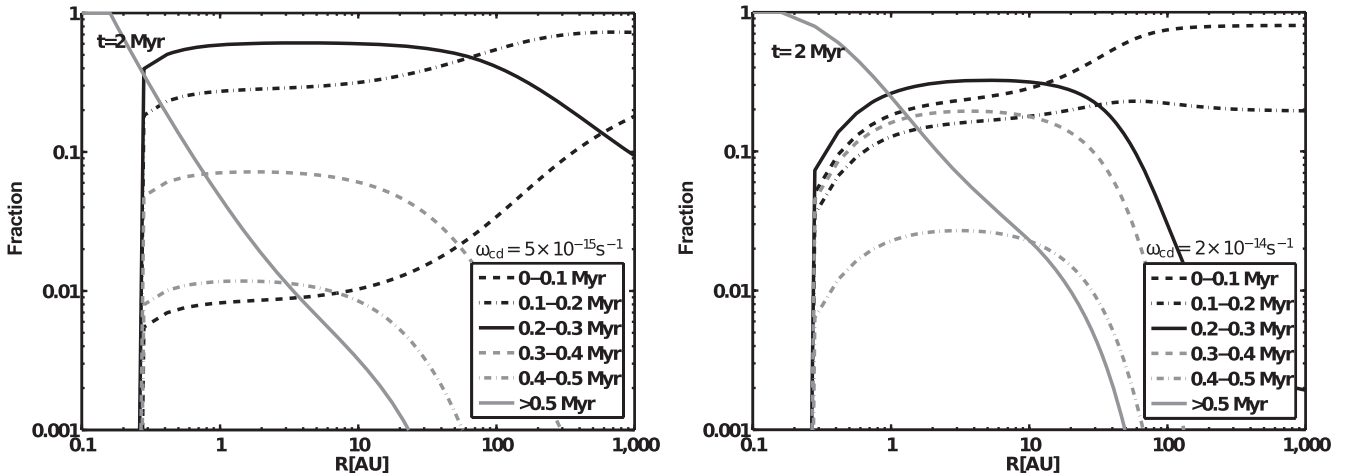 1
0.1
0.01
0.001
Fraction
t=2 Myr
ω_cd = 5×10⁻¹⁵s⁻¹
0–0.1 Myr
0.1–0.2 Myr
0.2–0.3 Myr
0.3–0.4 Myr
0.4–0.5 Myr
>0.5 Myr
0.1
1
10
100
1,000
R[AU]
1
0.1
0.01
0.001
Fraction
t=2 Myr
ω_cd = 2×10⁻¹⁴s⁻¹
0–0.1 Myr
0.1–0.2 Myr
0.2–0.3 Myr
0.3–0.4 Myr
0.4–0.5 Myr
>0.5 Myr
0.1
1
10
100
1,000
R[AU]